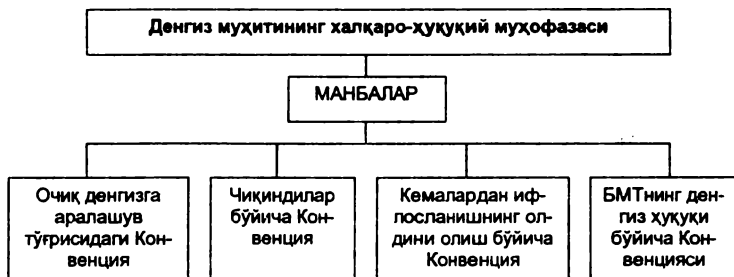 Денгиз муҳитининг халқаро-ҳуқуқий муҳофазаси
МАНБАЛАР
Очиқ денгизга
аралашув
тўғрисидаги Кон-
венция
Чиқиндилар
бўйича Кон-
венция
Кемалардан иф-
лосланишнинг ол-
дини олиш бўйича
Конвенция
БМТнинг ден-
гиз ҳуқуқи
бўйича Кон-
венцияси